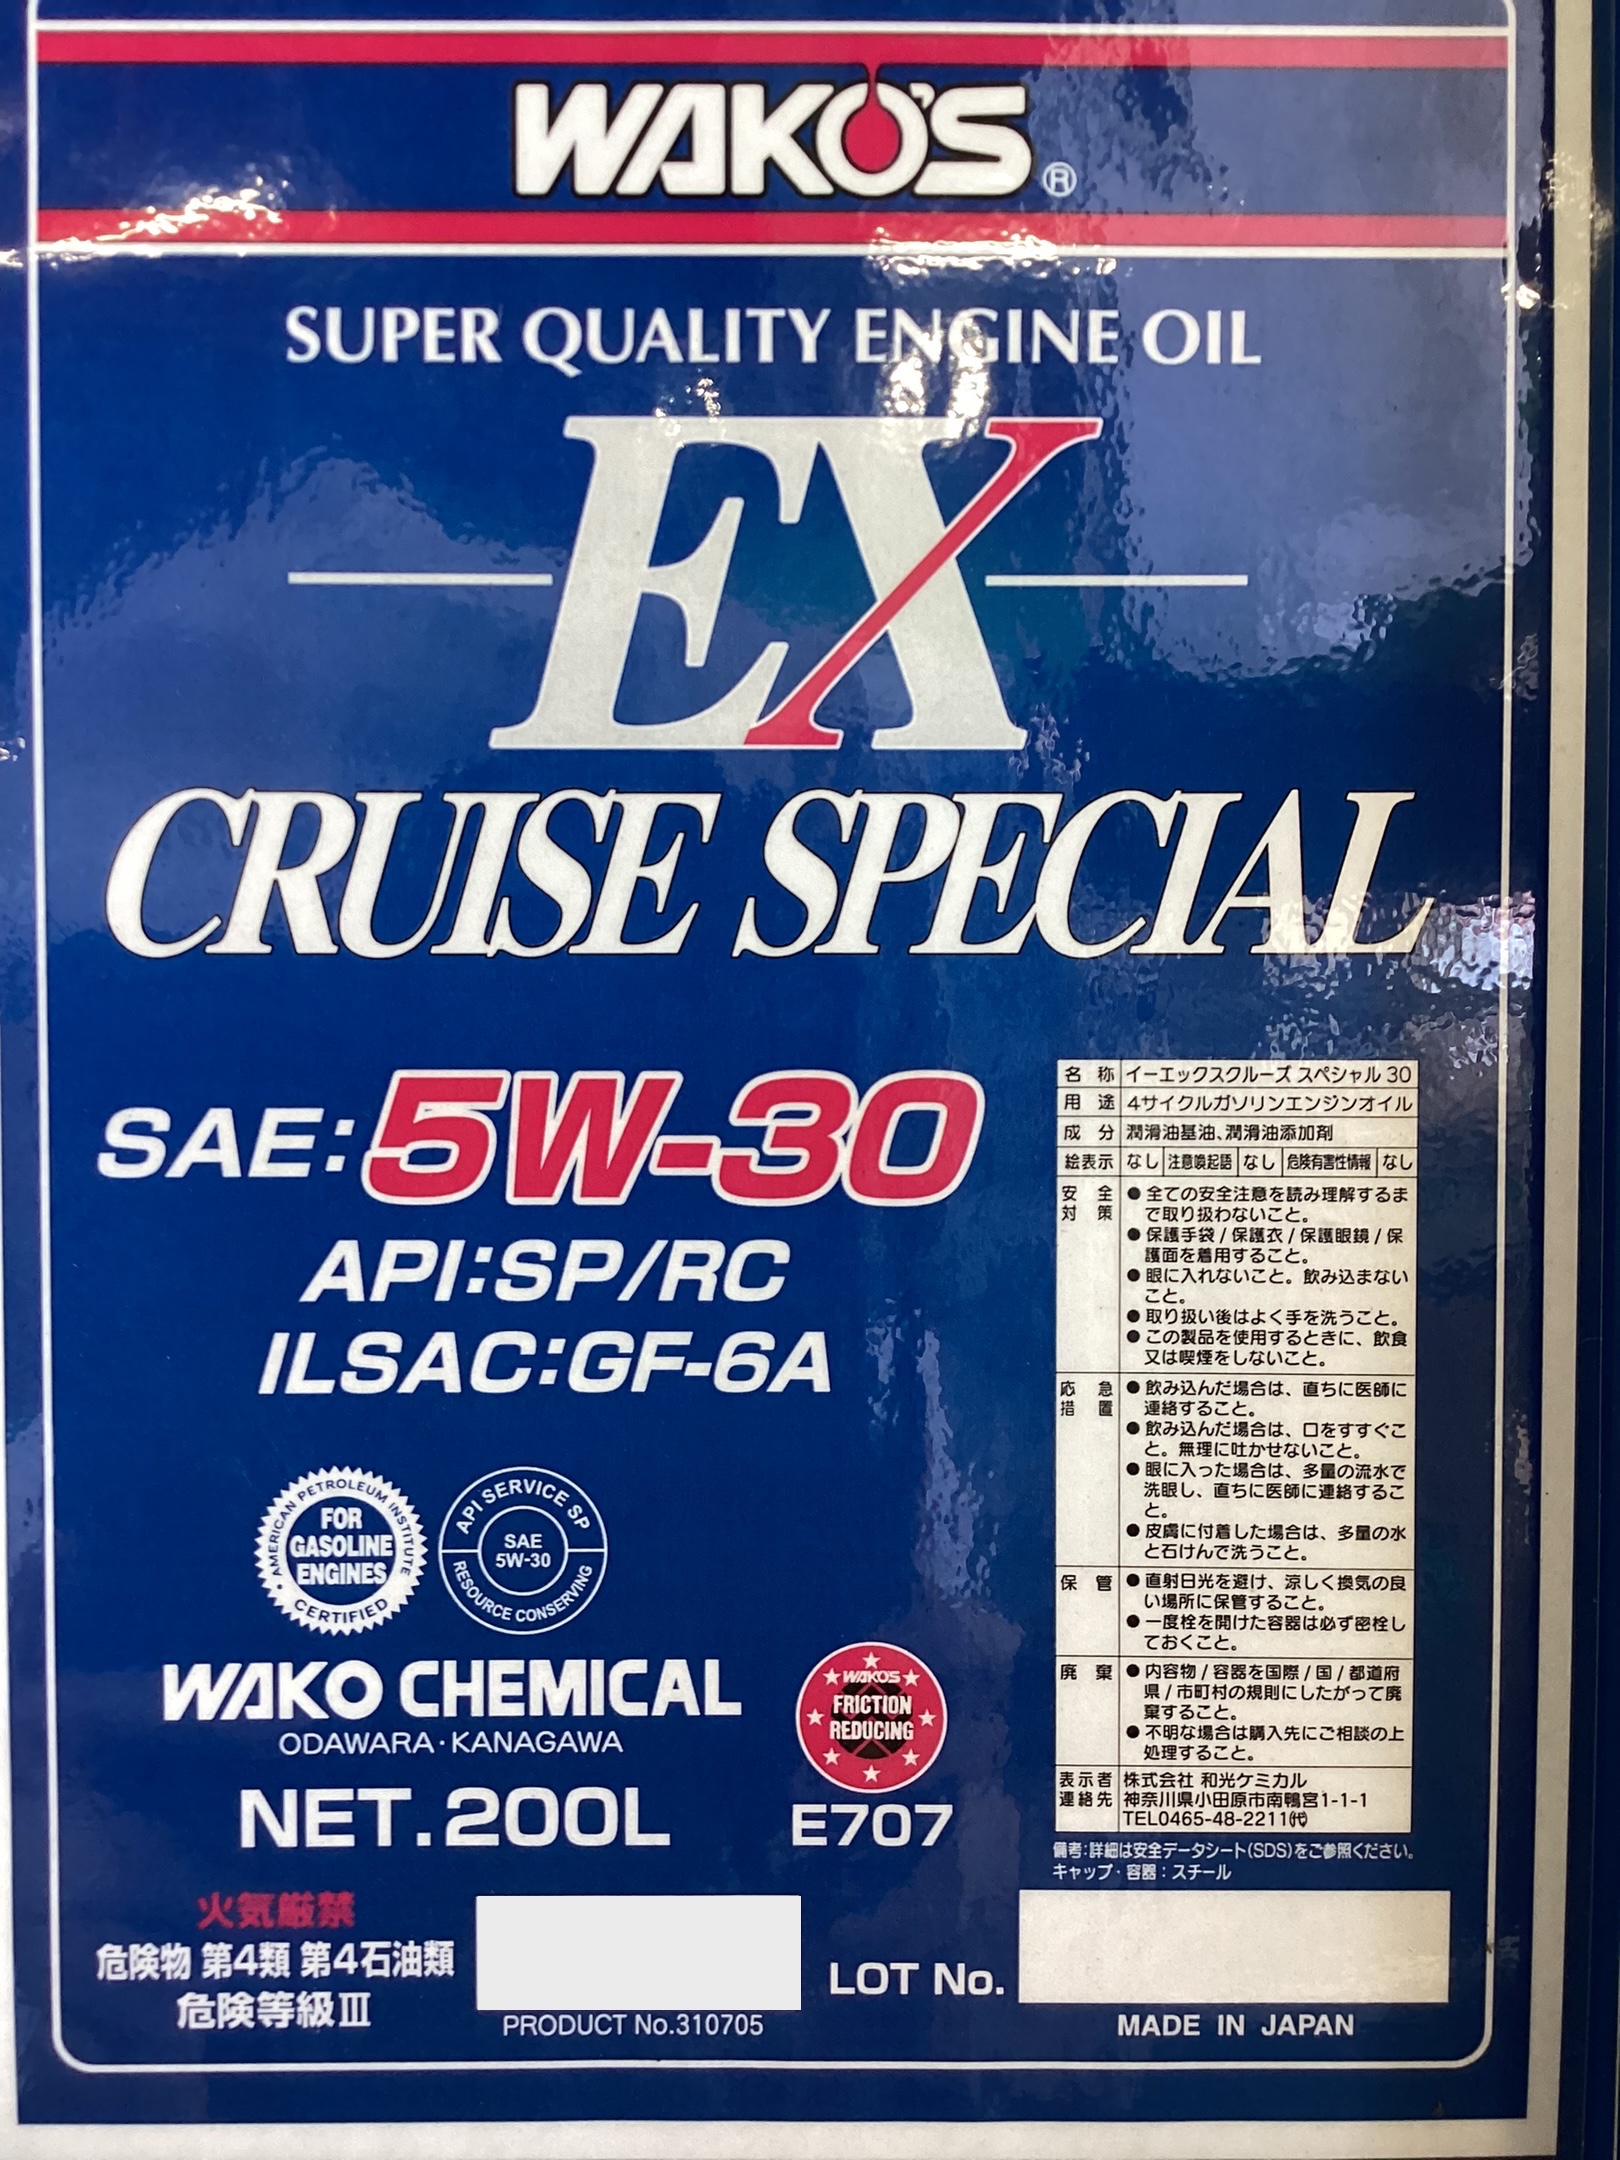 WAKO'S®
SUPER QUALITY ENGINE OIL
EX
CRUISE SPECIAL
SAE:5W-30
API:SP/RC
ILSAC:GF-6A
AMERICAN PETROLEUM INSTITUTE
FOR
GASOLINE
ENGINES
CERTIFIED
API SERVICE SP
SAE
5W-30
RESOURCE CONSERVING
WAKO CHEMICAL
ODAWARA・KANAGAWA
NET.200L
WAKO'S
FRICTION
REDUCING
E707
名称 イーエックスクルーズ スペシャル 30
用途 4サイクルガソリンエンジンオイル
成分 潤滑油基油、潤滑油添加剤
絵表示 なし 注意喚起語 なし 危険有害性情報 なし
安全
対策
●全ての安全注意を読み理解するま
で取り扱わないこと。
●保護手袋/保護衣/保護眼鏡/保
護面を着用すること。
●眼に入れないこと。飲み込まない
こと。
●取り扱い後はよく手を洗うこと。
●この製品を使用するときに、飲食
又は喫煙をしないこと。
応急
措置
●飲み込んだ場合は、直ちに医師に
連絡すること。
●飲み込んだ場合は、口をすすぐこ
と。無理に吐かせないこと。
●眼に入った場合は、多量の流水で
洗眼し、直ちに医師に連絡するこ
と。
●皮膚に付着した場合は、多量の水
と石けんで洗うこと。
保管
●直射日光を避け、涼しく換気の良
い場所に保管すること。
●一度栓を開けた容器は必ず密栓し
ておくこと。
廃棄
●内容物/容器を国際/国/都道府
県/市町村の規則にしたがって廃
棄すること。
●不明な場合は購入先にご相談の上
処理すること。
表示者
連絡先
株式会社 和光ケミカル
神奈川県小田原市南鴨宮1-1-1
TEL0465-48-2211㈹
備考:詳細は安全データシート(SDS)をご参照ください。
キャップ・容器:スチール
火気厳禁
危険物 第4類 第4石油類
危険等級Ⅲ
PRODUCT No.310705
LOT No.
MADE IN JAPAN